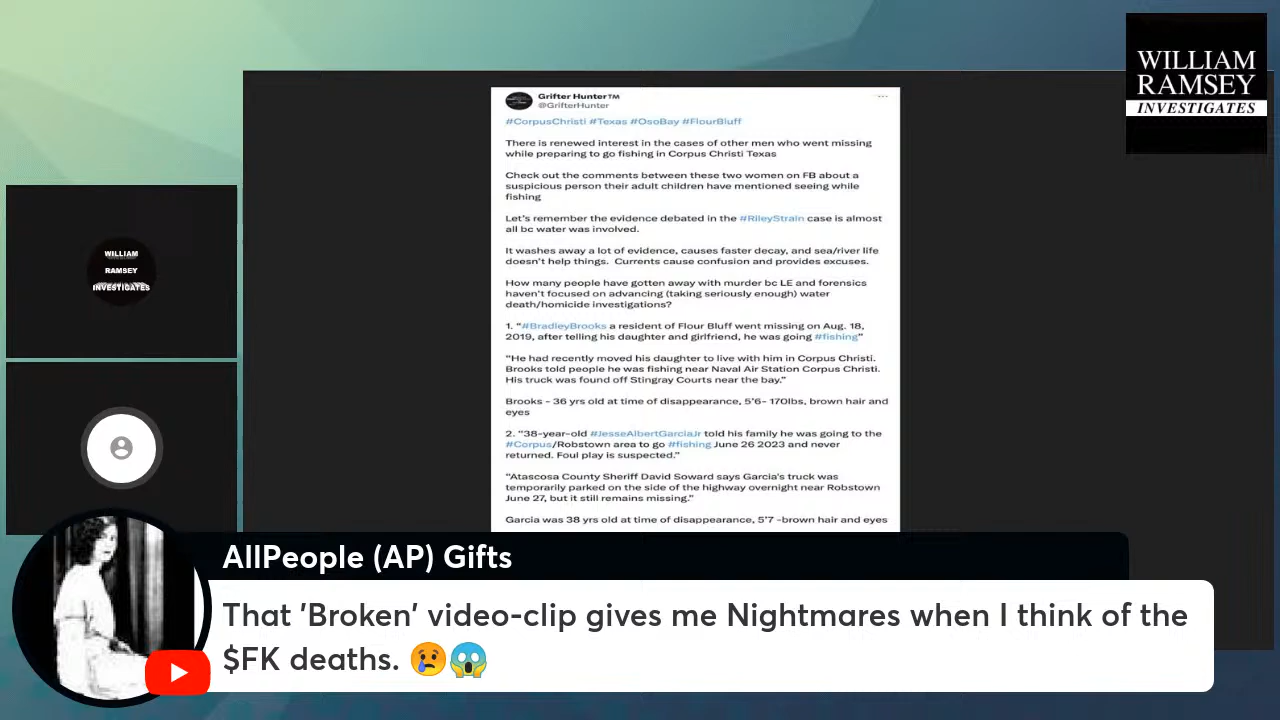 WILLIAM
RAMSEY
INVESTIGATES
Grifter Hunter™
@GrifterHunter
#CorpusChristi #Texas #OsoBay #FlourBluff
There is renewed interest in the cases of other men who went missing
while preparing to go fishing in Corpus Christi Texas
Check out the comments between these two women on FB about a
suspicious person their adult children have mentioned seeing while
fishing
Let's remember the evidence debated in the #RileyStrain case is almost
all bc water was involved.
It washes away a lot of evidence, causes faster decay, and sea/river life
doesn't help things. Currents cause confusion and provides excuses.
How many people have gotten away with murder bc LE and forensics
haven't focused on advancing (taking seriously enough) water
death/homicide investigations?
1. "#BradleyBrooks a resident of Flour Bluff went missing on Aug. 18,
2019, after telling his daughter and girlfriend, he was going #fishing"
"He had recently moved his daughter to live with him in Corpus Christi.
Brooks told people he was fishing near Naval Air Station Corpus Christi.
His truck was found off Stingray Courts near the bay."
Brooks - 36 yrs old at time of disappearance, 5'6- 170lbs, brown hair and
eyes
2. "38-year-old #JesseAlbertGarciaJr told his family he was going to the
#Corpus/Robstown area to go #fishing June 26 2023 and never
returned. Foul play is suspected."
"Atascosa County Sheriff David Soward says Garcia's truck was
temporarily parked on the side of the highway overnight near Robstown
June 27, but it still remains missing."
Garcia was 38 yrs old at time of disappearance, 5'7 -brown hair and eyes
WILLIAM
RAMSEY
INVESTIGATES
AllPeople (AP) Gifts
That 'Broken' video-clip gives me Nightmares when I think of the
$FK deaths. 😢😱